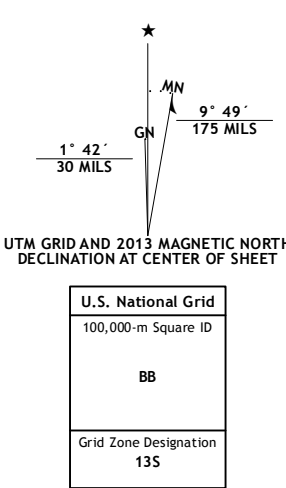 MN
GN
9° 49´
175 MILS
1° 42´
30 MILS
UTM GRID AND 2013 MAGNETIC NORTH
DECLINATION AT CENTER OF SHEET
U.S. National Grid
100,000-m Square ID
BB
Grid Zone Designation
13S